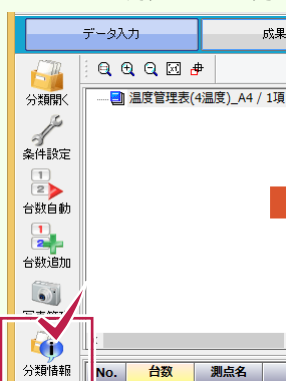 データ入力
成果
分類開く
温度管理表(4温度)_A4 / 1項
条件設定
台数自動
台数追加
分類情報
No.
台数
測点名